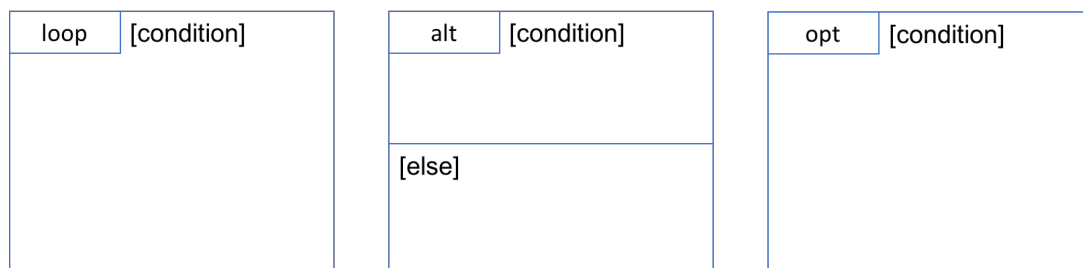 loop [condition]
alt [condition]
[else]
opt [condition]